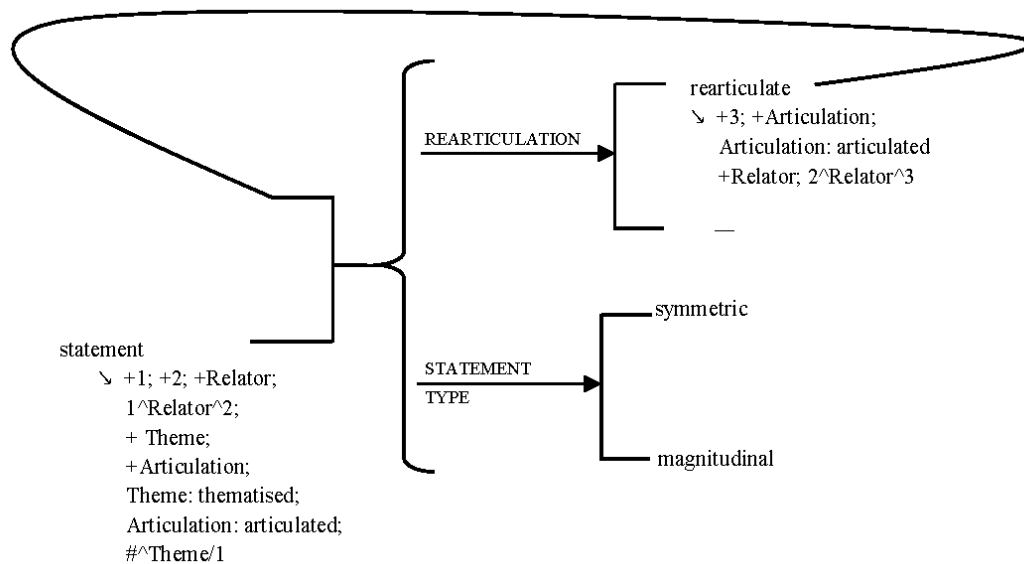 rearticulate
↘ +3; +Articulation;
Articulation: articulated
+Relator; 2^Relator^3
REARTICULATION
—
symmetric
STATEMENT
TYPE
magnitudinal
statement
↘ +1; +2; +Relator;
1^Relator^2;
+ Theme;
+Articulation;
Theme: thematised;
Articulation: articulated;
#^Theme/1